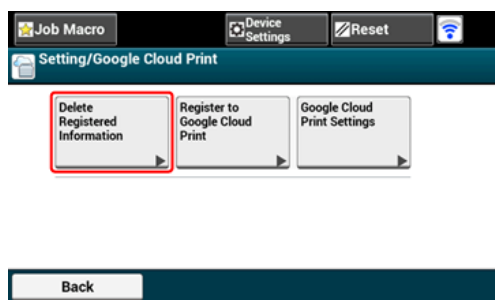 Job Macro
Device
Settings
Reset
Setting/Google Cloud Print
Delete
Registered
Information
Register to
Google Cloud
Print
Google Cloud
Print Settings
Back